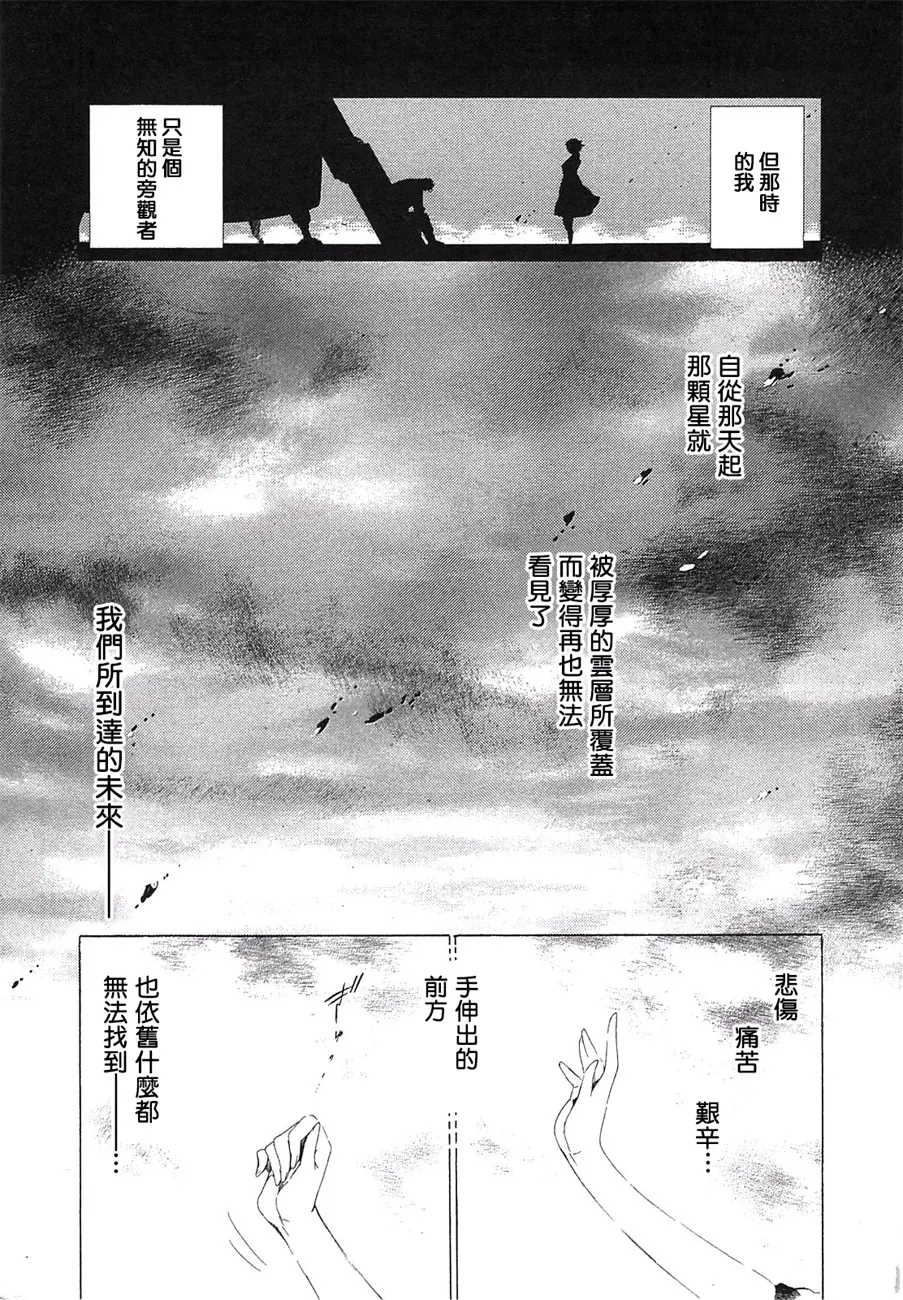 但那時
的我
只是個
無知的旁觀者
自從那天起
那顆星就
被厚厚的雲層所覆蓋
而變得再也無法
看見了
我們所到達的未來——
悲傷
痛苦
艱辛…
手伸出的
前方
也依舊什麼都
無法找到——…